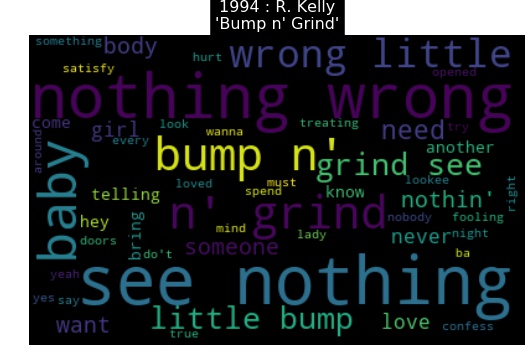 1994 : R. Kelly
'Bump n' Grind'
something
body
hurt
wrong little
satisfy
opened
nothing wrong
come
girl
every
look
wanna
treating
need
try
around
baby
bump n'
grind see
another
telling
loved
spend
must
know
lookee
nothin'
right
hey
bring
n' grind
nobody
fooling
doors
do't
mind
someone
lady
never
night
ba
yeah
see nothing
yes
say
want
little bump
true
love
confess